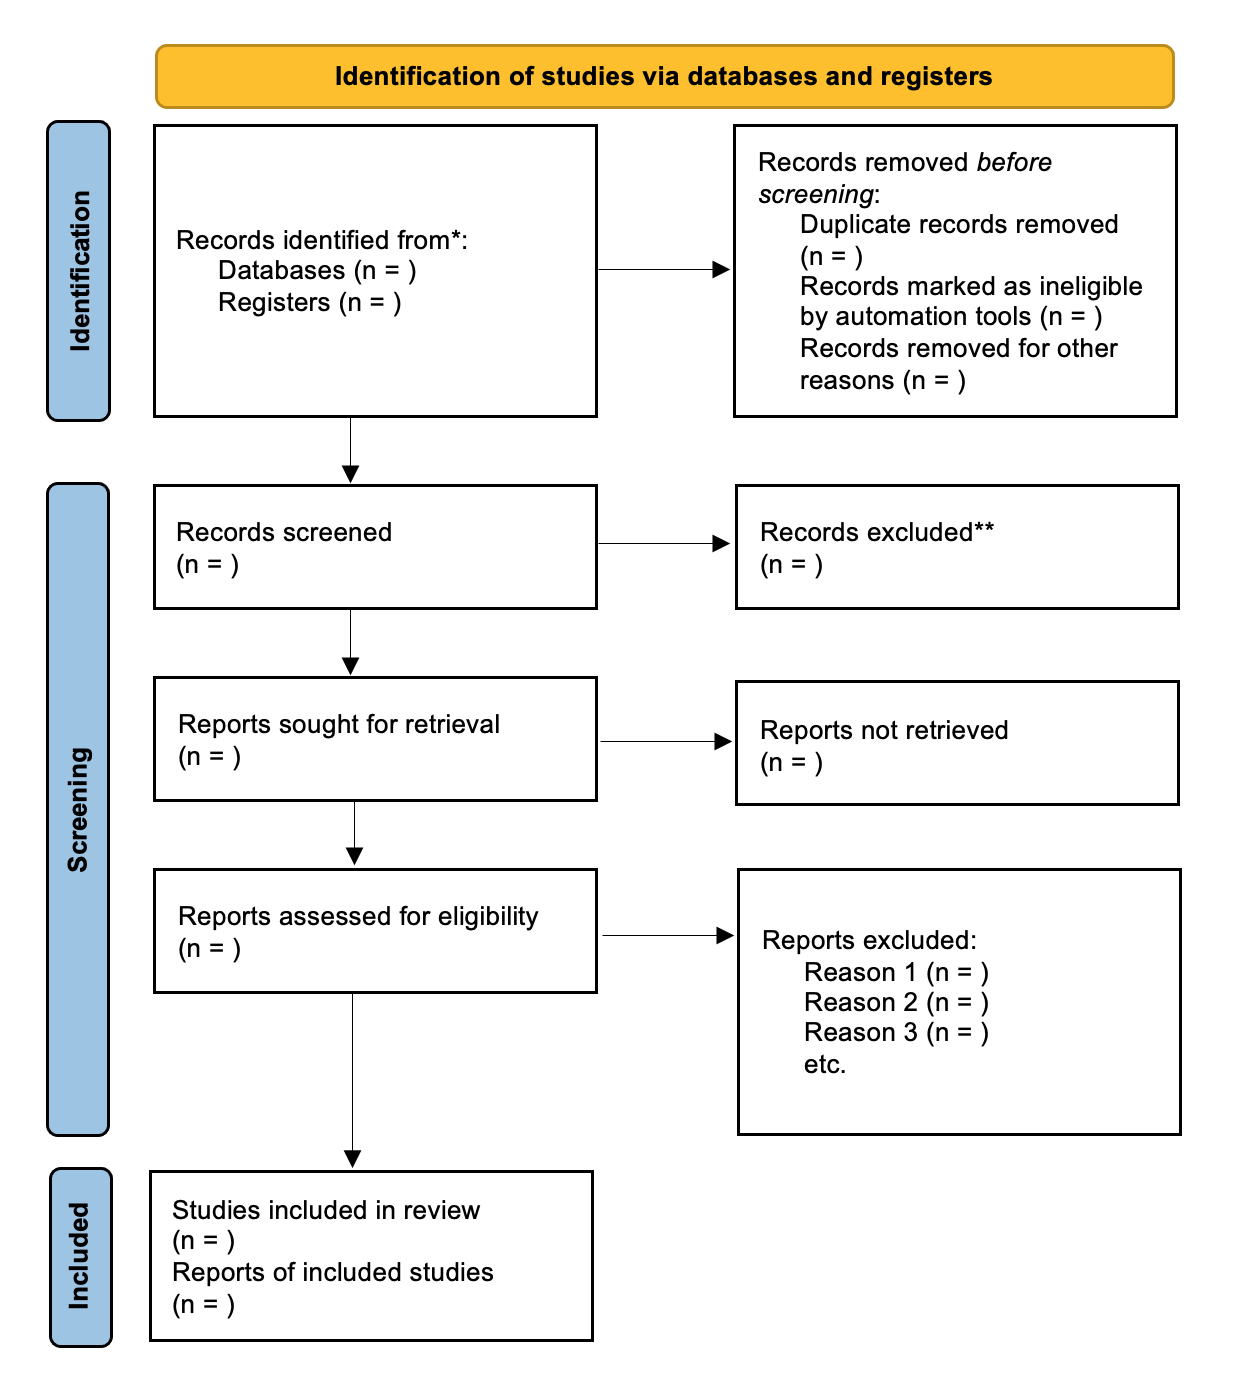 Identification of studies via databases and registers
Identification
Records identified from*:
Databases (n = )
Registers (n = )
Records removed before
screening:
Duplicate records removed
(n = )
Records marked as ineligible
by automation tools (n = )
Records removed for other
reasons (n = )
Screening
Records screened
(n = )
Records excluded**
(n = )
Reports sought for retrieval
(n = )
Reports not retrieved
(n = )
Reports assessed for eligibility
(n = )
Reports excluded:
Reason 1 (n = )
Reason 2 (n = )
Reason 3 (n = )
etc.
Included
Studies included in review
(n = )
Reports of included studies
(n = )